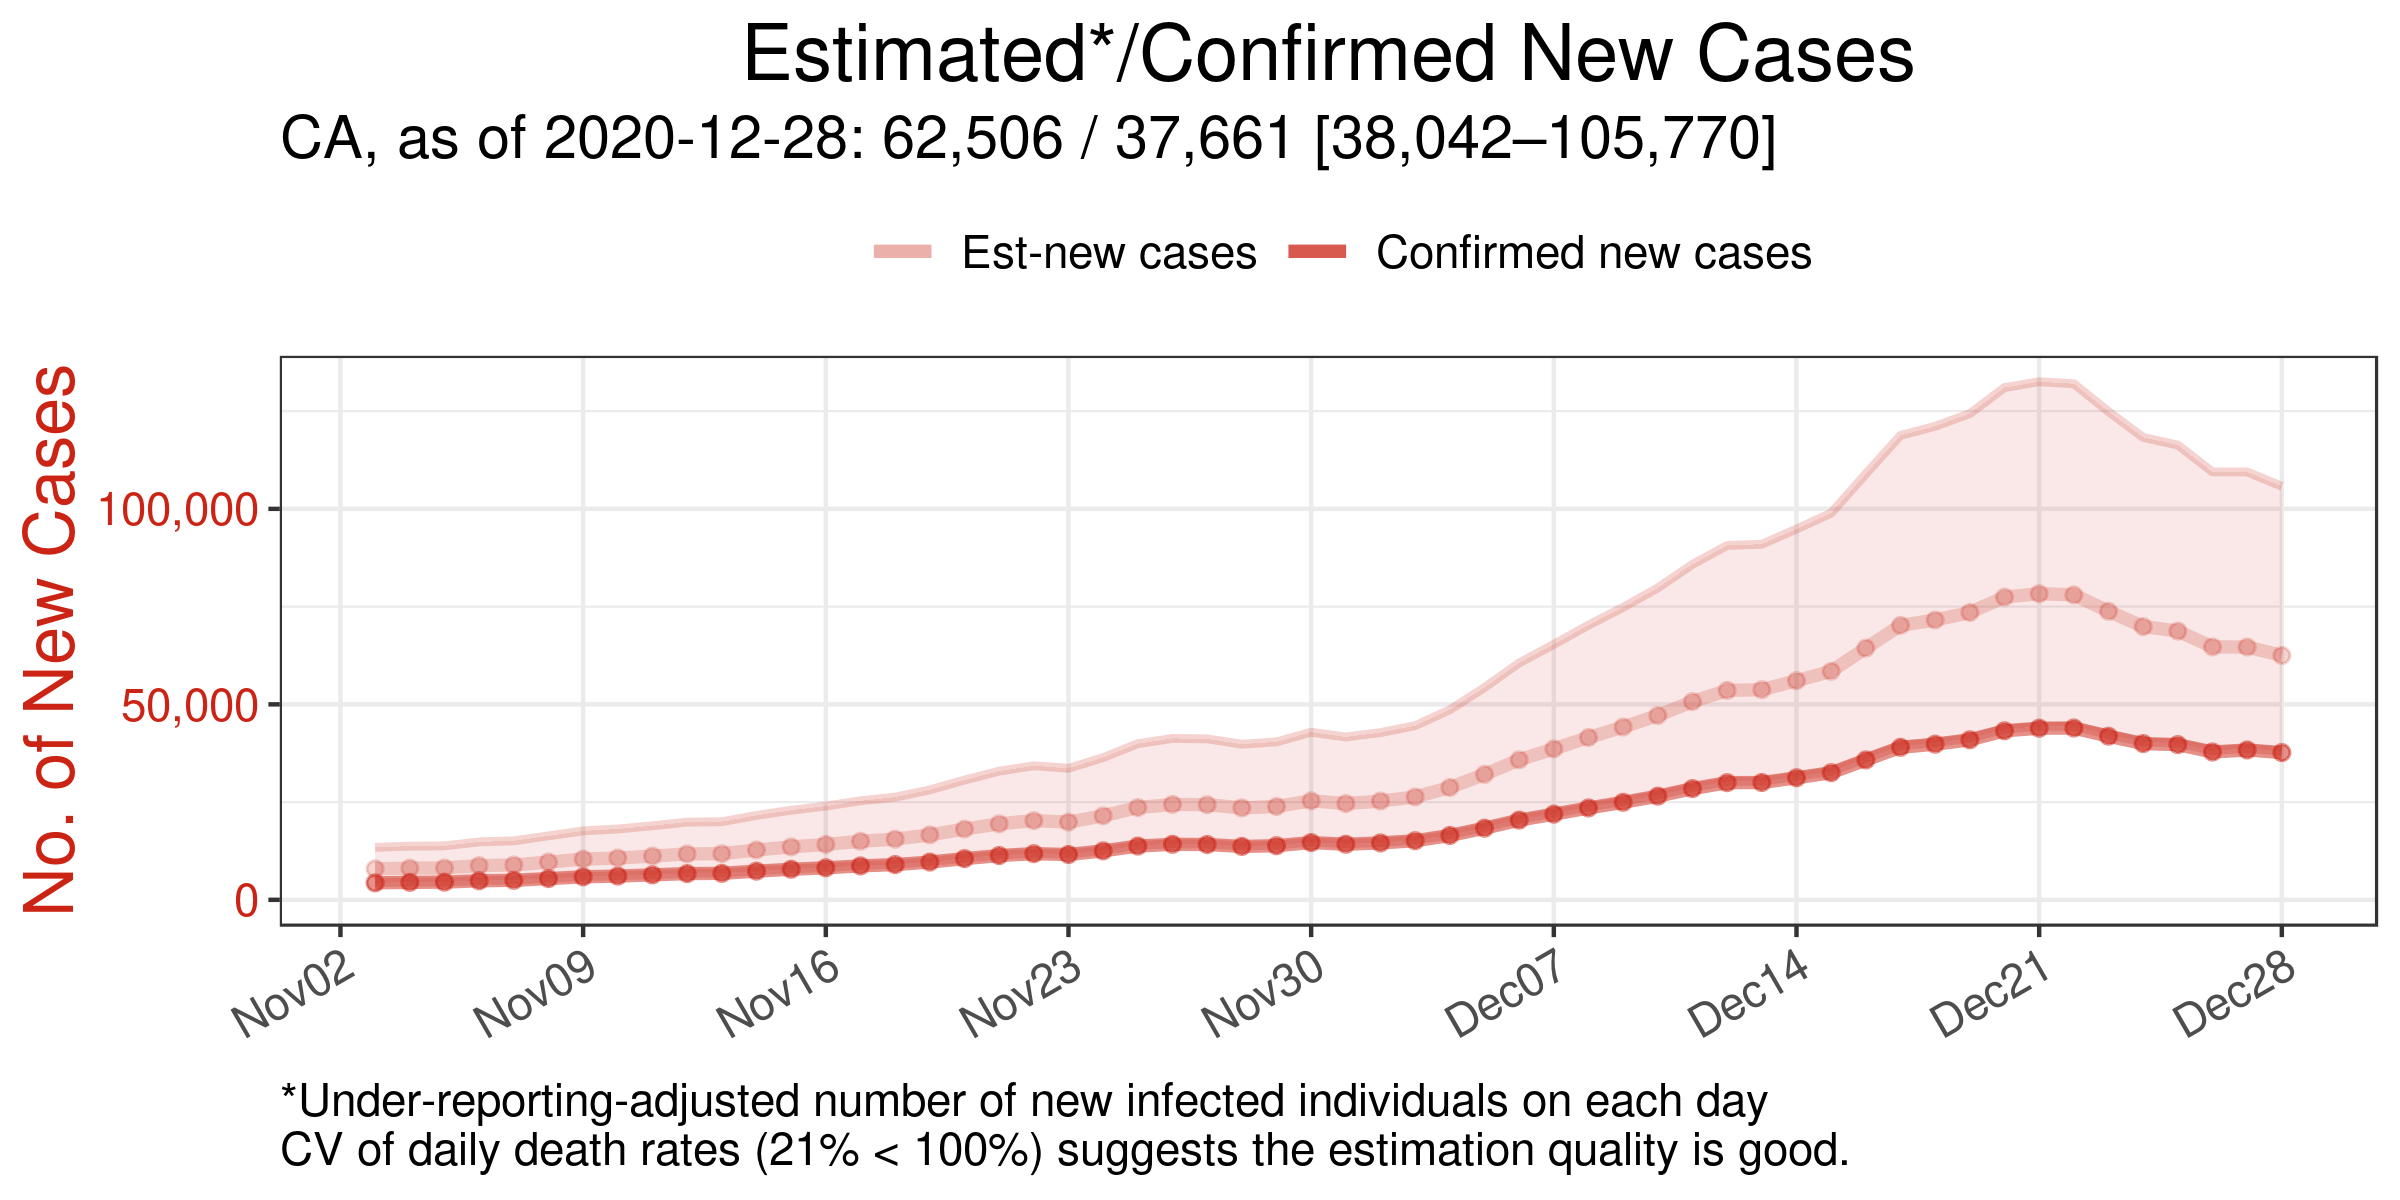 Estimated*/Confirmed New Cases
CA, as of 2020-12-28: 62,506 / 37,661 [38,042–105,770]
Est-new cases
Confirmed new cases
No. of New Cases
100,000
50,000
0
Nov02
Nov09
Nov16
Nov23
Nov30
Dec07
Dec14
Dec21
Dec28
*Under-reporting-adjusted number of new infected individuals on each day
CV of daily death rates (21% < 100%) suggests the estimation quality is good.